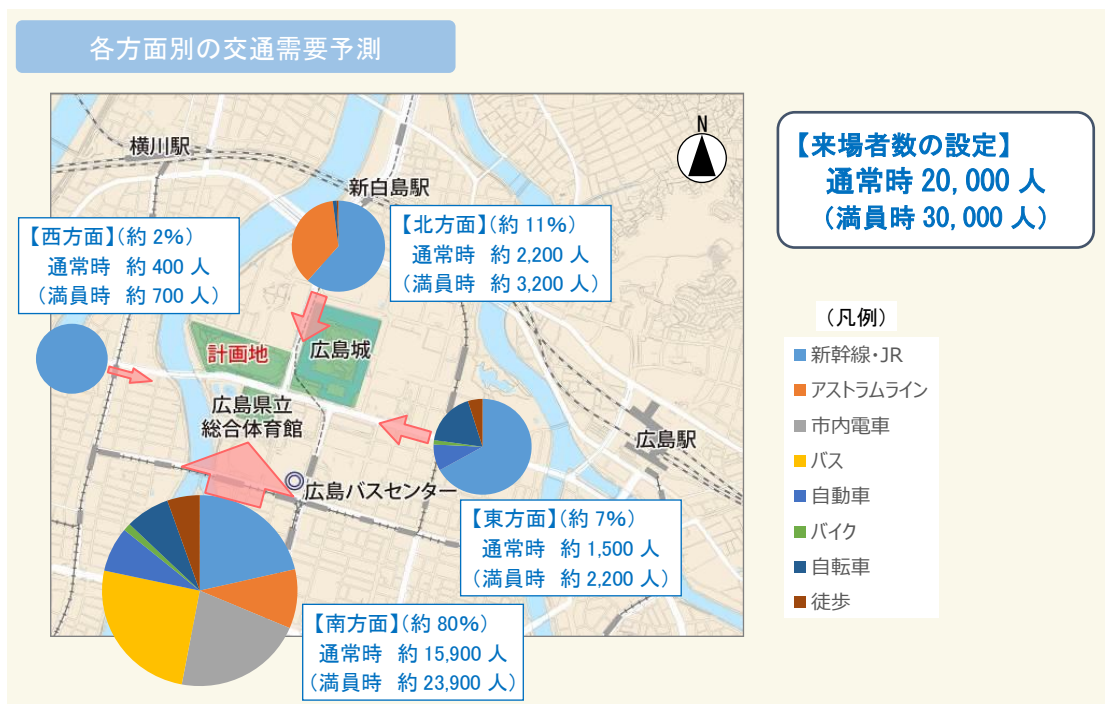 各方面別の交通需要予測
横川駅
新白島駅
N
【来場者数の設定】
通常時 20,000 人
(満員時 30,000 人)
【西方面】(約 2%)
通常時 約 400 人
(満員時 約 700 人)
【北方面】(約 11%)
通常時 約 2,200 人
(満員時 約 3,200 人)
計画地
広島城
広島県立
総合体育館
広島駅
広島バスセンター
【東方面】(約 7%)
通常時 約 1,500 人
(満員時 約 2,200 人)
【南方面】(約 80%)
通常時 約 15,900 人
(満員時 約 23,900 人)
(凡例)
新幹線・JR
アストラムライン
市内電車
バス
自動車
バイク
自転車
徒歩